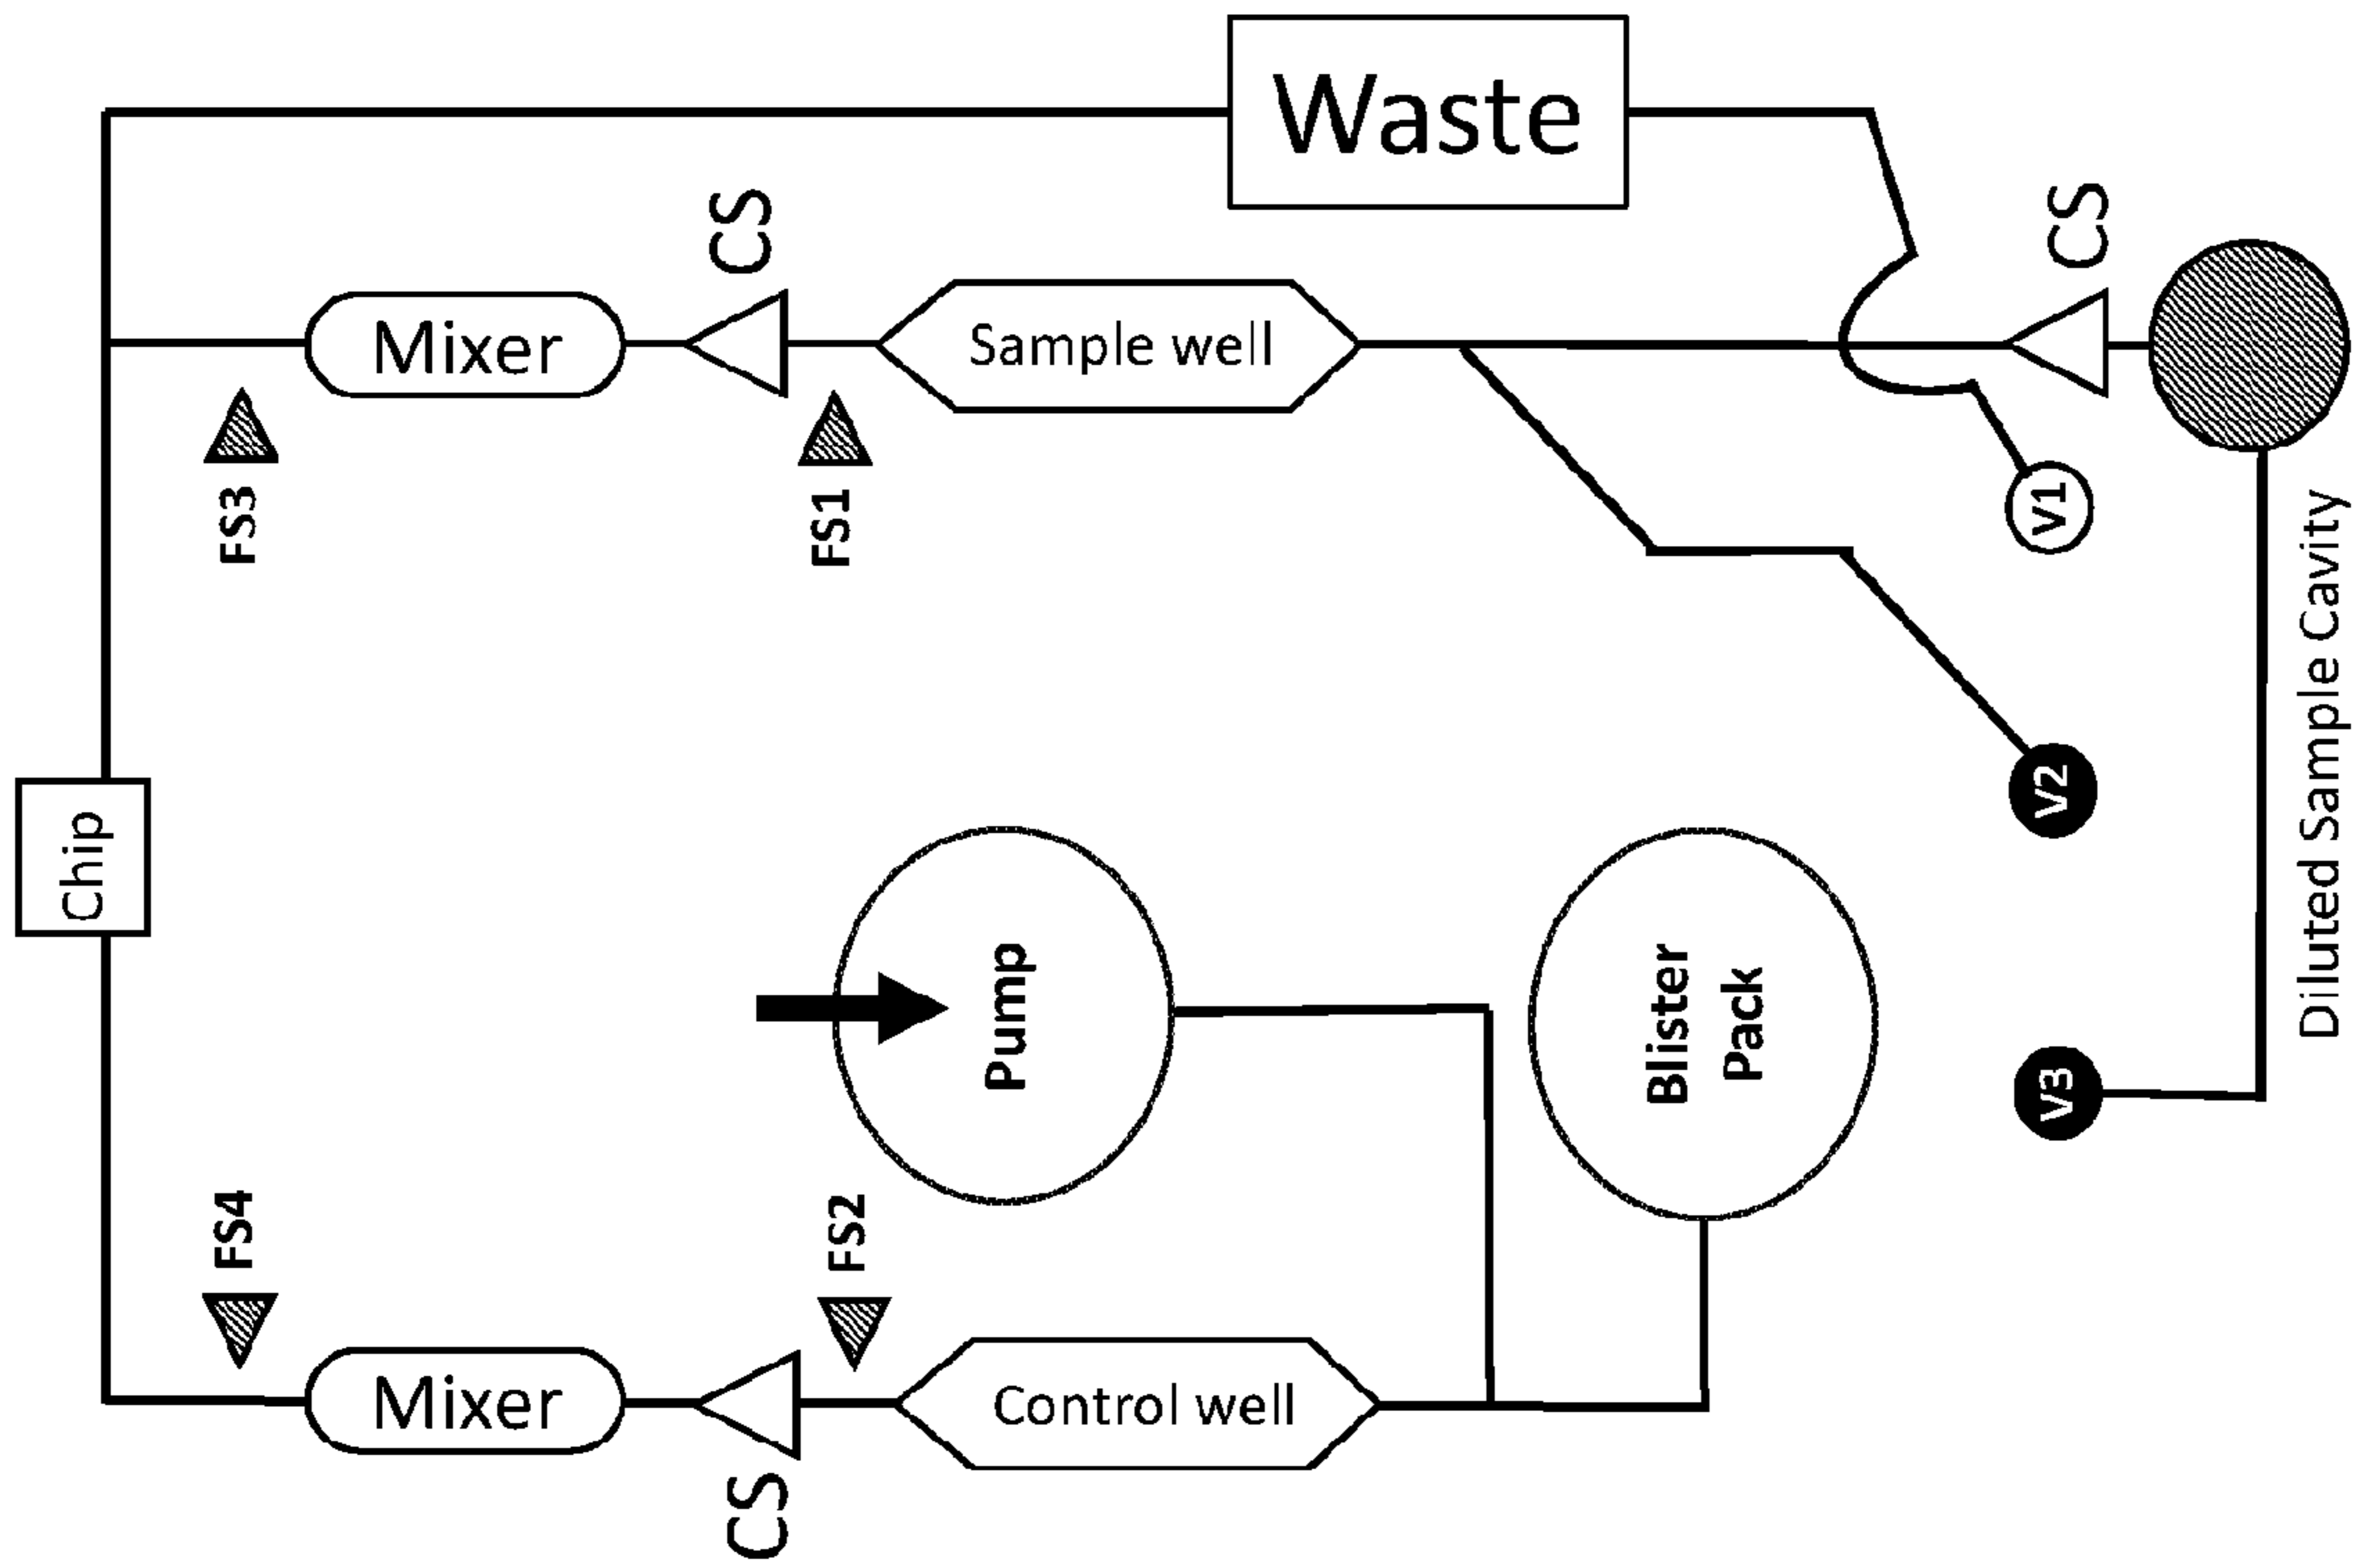 Waste
CS
CS
Mixer
Sample well
FS3
FS1
V1
Chip
V2
Diluted Sample Cavity
Pump
Blister
Pack
V3
FS4
FS2
Mixer
Control well
CS